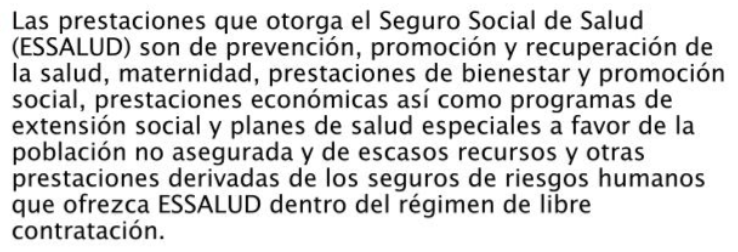 Las prestaciones que otorga el Seguro Social de Salud
(ESSALUD) son de prevención, promoción y recuperación de
la salud, maternidad, prestaciones de bienestar y promoción
social, prestaciones económicas así como programas de
extensión social y planes de salud especiales a favor de la
población no asegurada y de escasos recursos y otras
prestaciones derivadas de los seguros de riesgos humanos
que ofrezca ESSALUD dentro del régimen de libre
contratación.